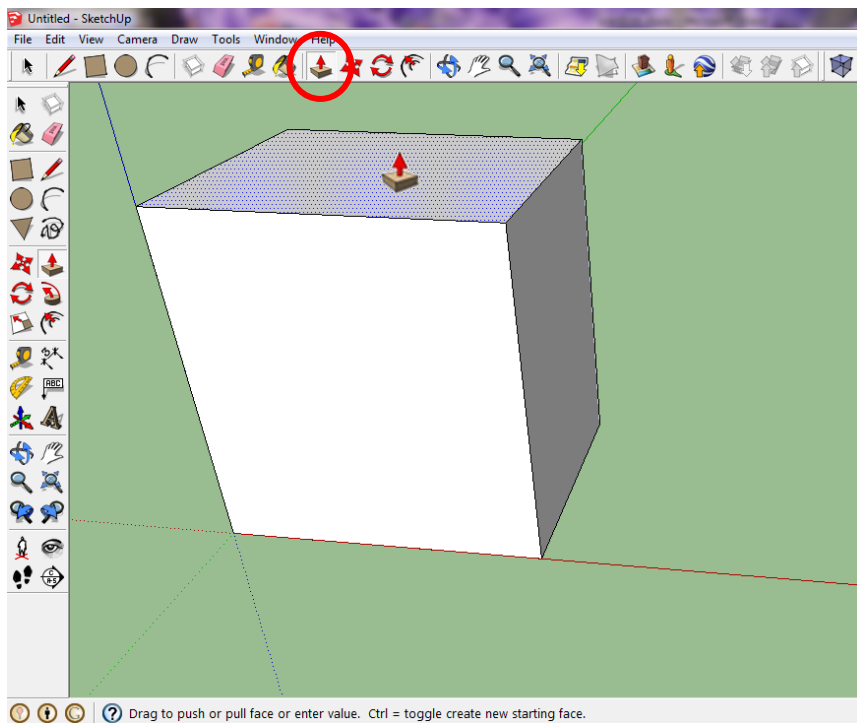 Untitled - SketchUp
File Edit View Camera Draw Tools Window Help
ABC
Drag to push or pull face or enter value. Ctrl = toggle create new starting face.